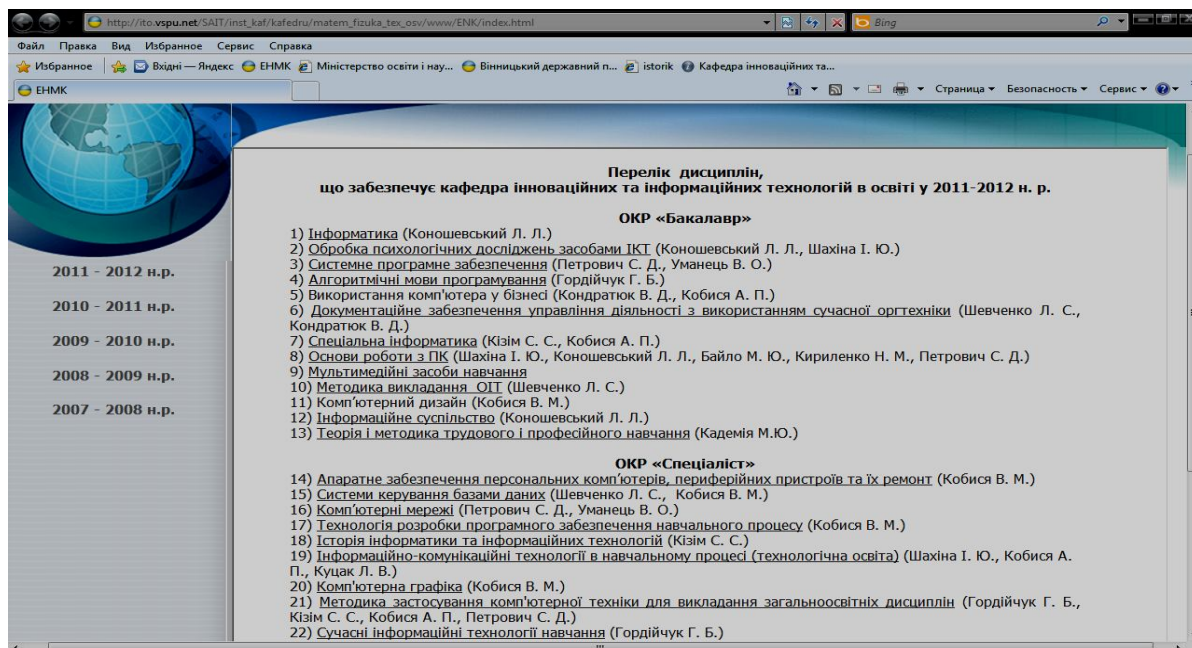 http://ito.vspu.net/SAIT/inst_kaf/kafedru/matem_fizuka_tex_osv/www/ENK/index.html
Bing
Файл Правка Вид Избранное Сервис Справка
Избранное Вхідні — Яндекс ЕНМК Міністерство освіти і нау... Вінницький державний п... istorik Кафедра інноваційних та...
ЕНМК Страница Безопасность Сервис
Перелік дисциплін,
що забезпечує кафедра інноваційних та інформаційних технологій в освіті у 2011-2012 н. р.
ОКР «Бакалавр»
1) Інформатика (Коношевський Л. Л.)
2) Обробка психологічних досліджень засобами ІКТ (Коношевський Л. Л., Шахіна І. Ю.)
3) Системне програмне забезпечення (Петрович С. Д., Уманець В. О.)
4) Алгоритмічні мови програмування (Гордійчук Г. Б.)
5) Використання комп'ютера у бізнесі (Кондратюк В. Д., Кобися А. П.)
6) Документаційне забезпечення управління діяльності з використанням сучасної оргтехніки (Шевченко Л. С.,
Кондратюк В. Д.)
7) Спеціальна інформатика (Кізім С. С., Кобися А. П.)
8) Основи роботи з ПК (Шахіна І. Ю., Коношевський Л. Л., Байло М. Ю., Кириленко Н. М., Петрович С. Д.)
9) Мультимедійні засоби навчання
10) Методика викладання ОІТ (Шевченко Л. С.)
11) Комп'ютерний дизайн (Кобися В. М.)
12) Інформаційне суспільство (Коношевський Л. Л.)
13) Теорія і методика трудового і професійного навчання (Кадемія М.Ю.)
ОКР «Спеціаліст»
14) Апаратне забезпечення персональних комп'ютерів, периферійних пристроїв та їх ремонт (Кобися В. М.)
15) Системи керування базами даних (Шевченко Л. С., Кобися В. М.)
16) Комп'ютерні мережі (Петрович С. Д., Уманець В. О.)
17) Технологія розробки програмного забезпечення навчального процесу (Кобися В. М.)
18) Історія інформатики та інформаційних технологій (Кізім С. С.)
19) Інформаційно-комунікаційні технології в навчальному процесі (технологічна освіта) (Шахіна І. Ю., Кобися А.
П., Куцак Л. В.)
20) Комп'ютерна графіка (Кобися В. М.)
21) Методика застосування комп'ютерної техніки для викладання загальноосвітніх дисциплін (Гордійчук Г. Б.,
Кізім С. С., Кобися А. П., Петрович С. Д.)
22) Сучасні інформаційні технології навчання (Гордійчук Г. Б.)
2011 - 2012 н.р.
2010 - 2011 н.р.
2009 - 2010 н.р.
2008 - 2009 н.р.
2007 - 2008 н.р.